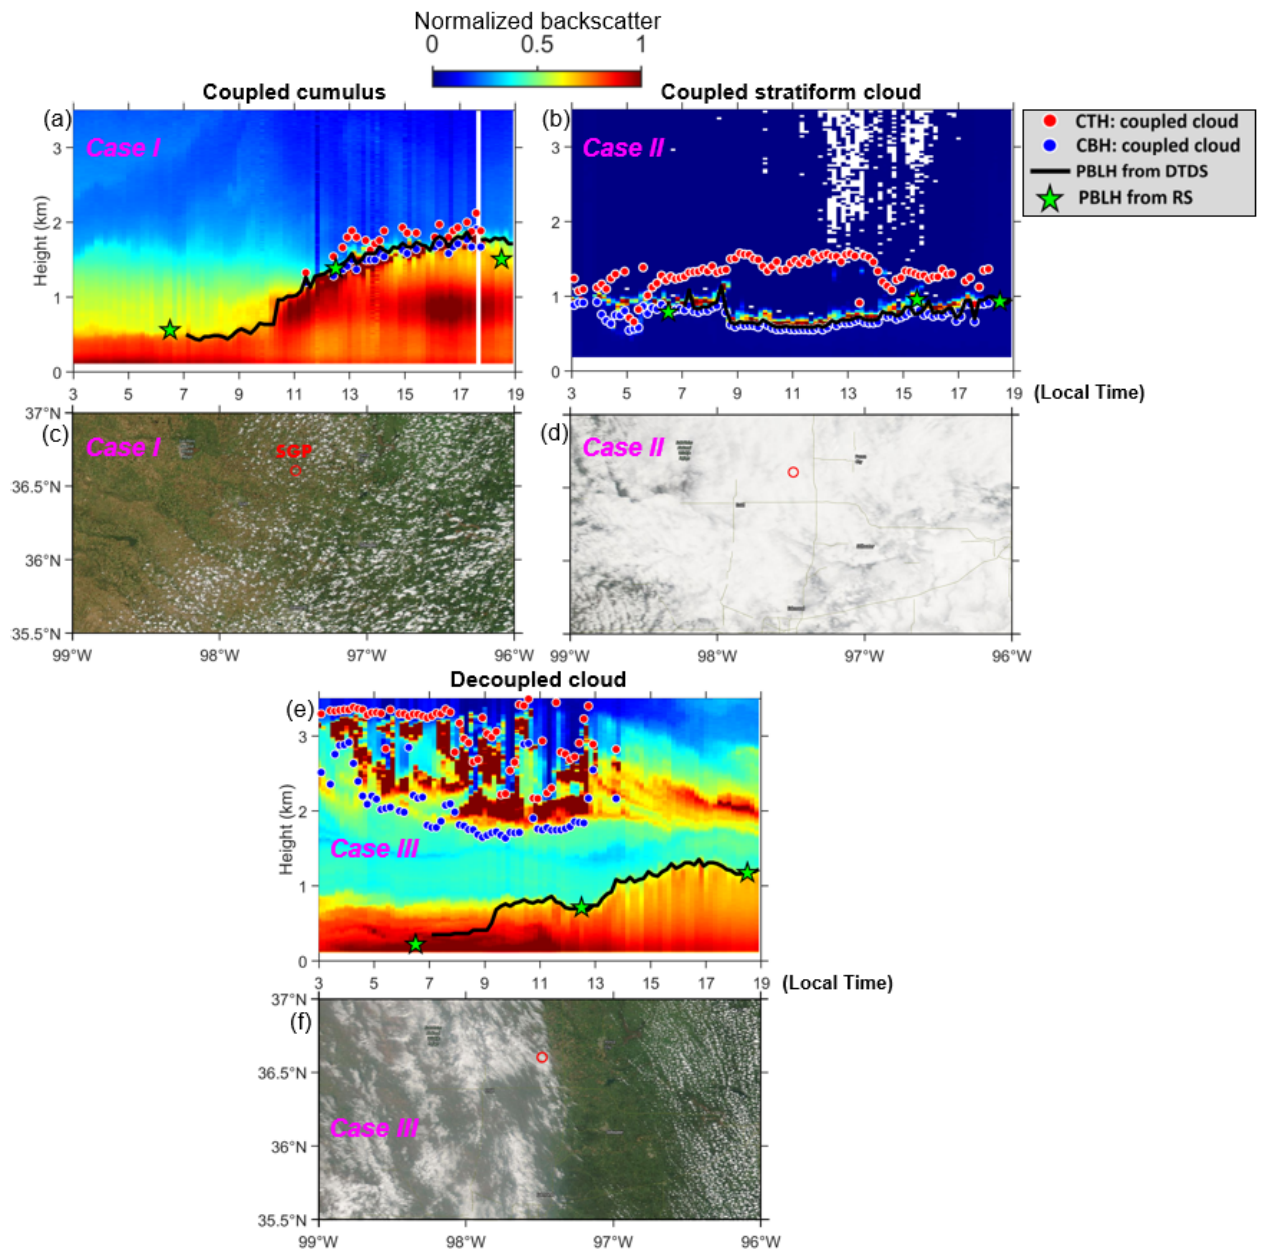 Normalized backscatter
0 0.5 1
Coupled cumulus
Coupled stratiform cloud
(a)
Case I
3
2
1
0
Height (km)
3 5 7 9 11 13 15 17 19
(b)
Case II
3
2
1
0
3 5 7 9 11 13 15 17 19
(Local Time)
CTH: coupled cloud
CBH: coupled cloud
PBLH from DTDS
PBLH from RS
(c)
Case I
SGP
37°N
36.5°N
36°N
35.5°N
99°W 98°W 97°W 96°W
(d)
Case II
99°W 98°W 97°W 96°W
Decoupled cloud
(e)
Case III
3
2
1
0
Height (km)
3 5 7 9 11 13 15 17 19
(Local Time)
(f)
Case III
37°N
36.5°N
36°N
35.5°N
99°W 98°W 97°W 96°W